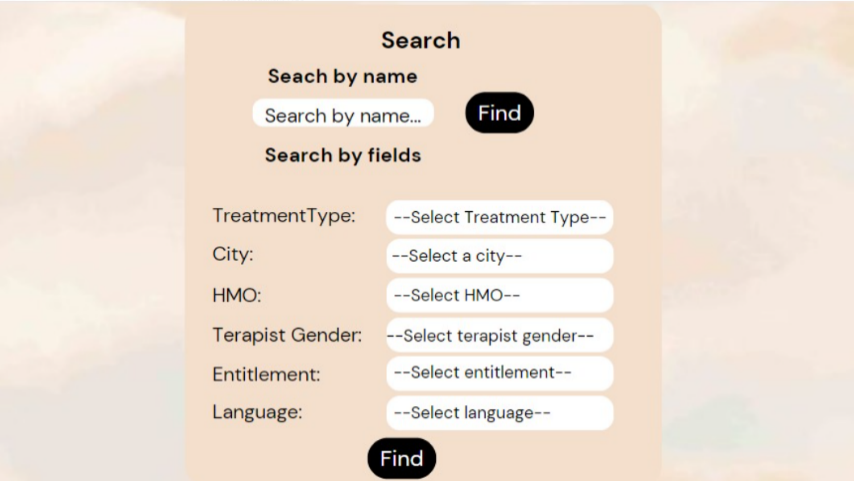 Search
Seach by name
Search by name... Find
Search by fields
TreatmentType: --Select Treatment Type--
City: --Select a city--
HMO: --Select HMO--
Terapist Gender: --Select terapist gender--
Entitlement: --Select entitlement--
Language: --Select language--
Find